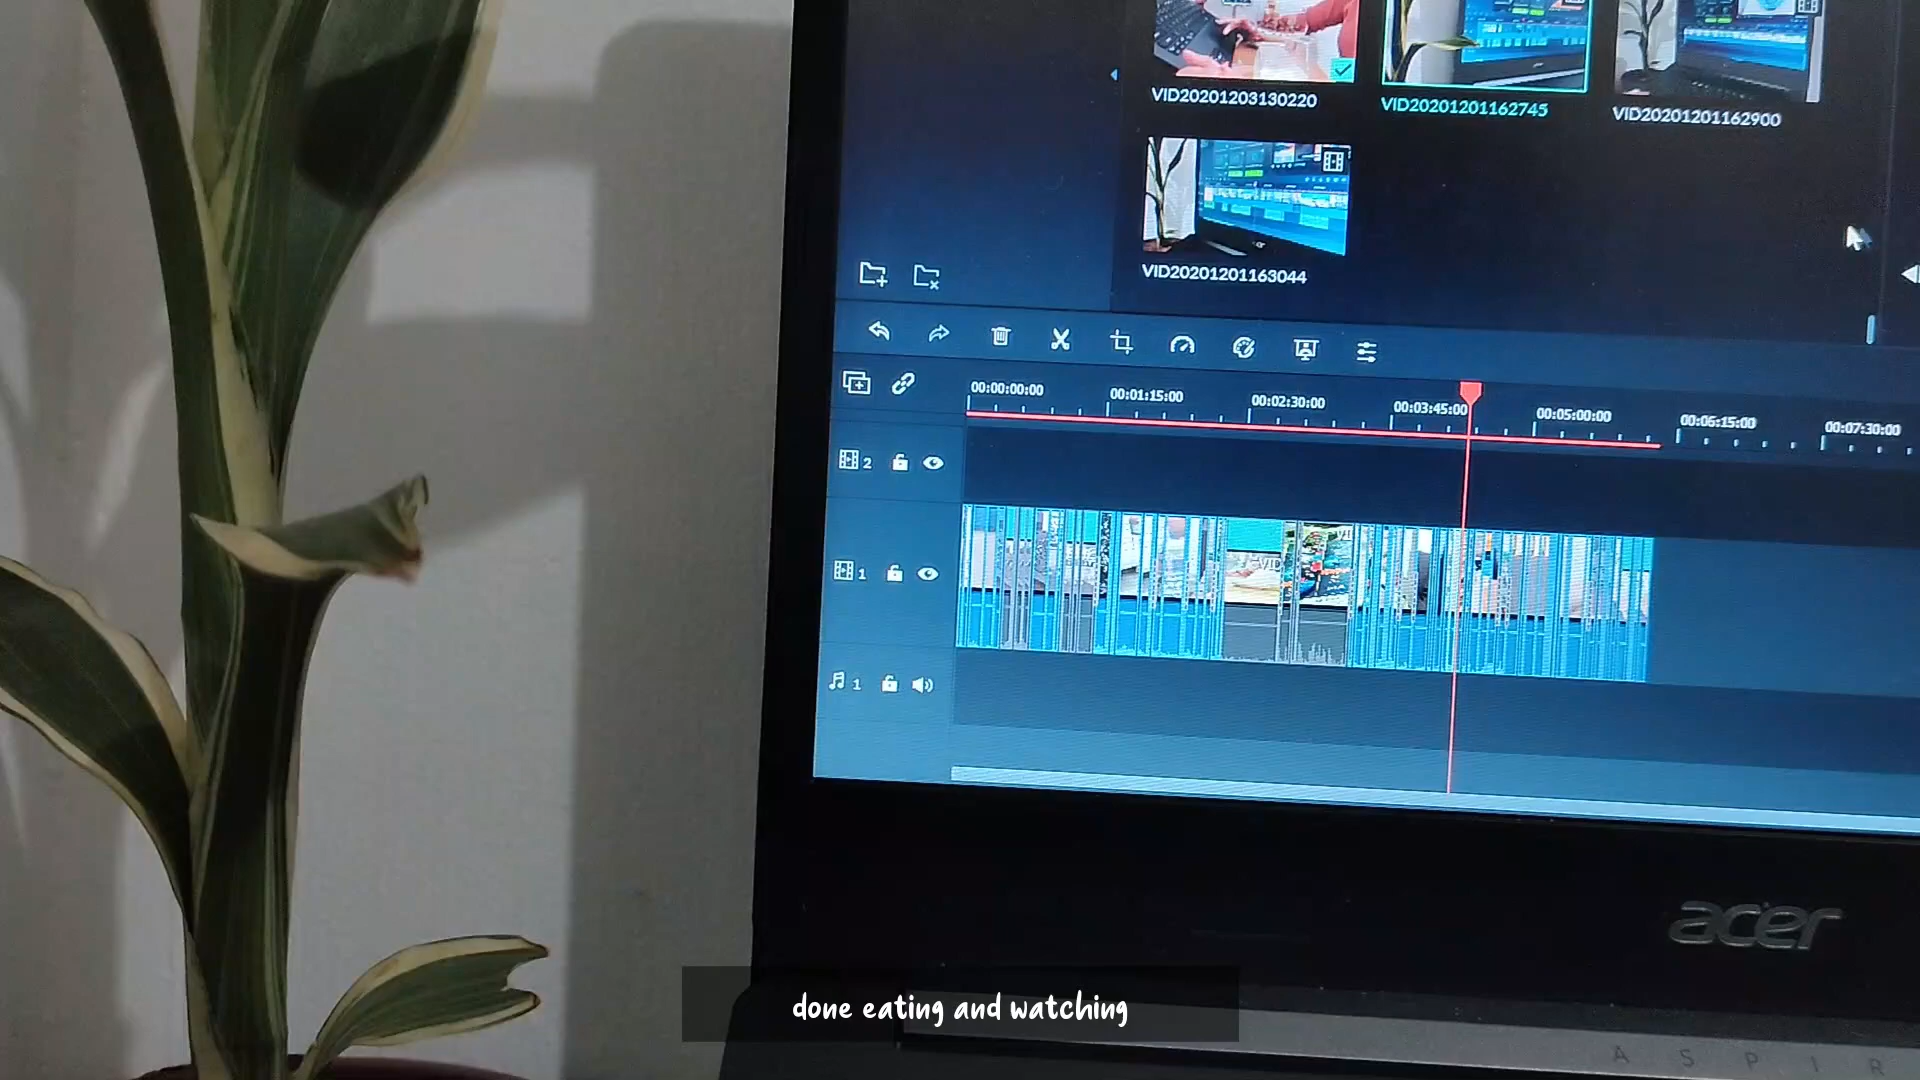 VID20201203130220
VID20201201162745
VID20201201162900
VID20201201163044
00:00:00:00
00:01:15:00
00:02:30:00
00:03:45:00
00:05:00:00
00:06:15:00
00:07:30:00
2
1
1
acer
done eating and watching
A S P I R